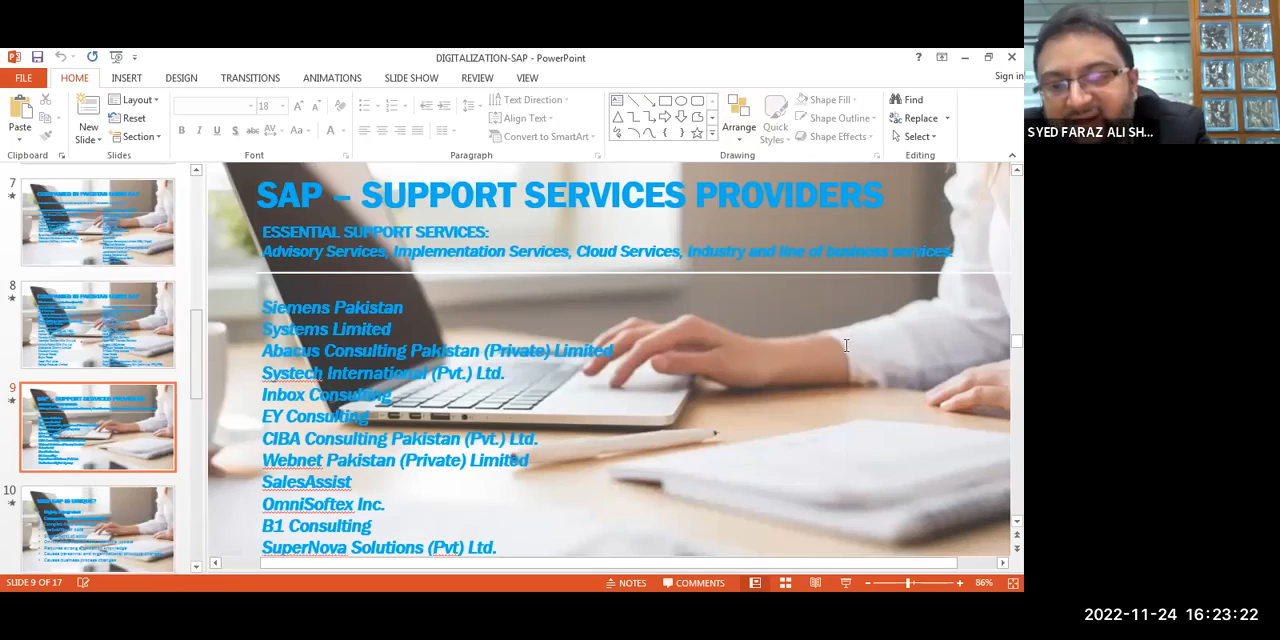 DIGITALIZATION-SAP - PowerPoint
Sign in
FILE HOME INSERT DESIGN TRANSITIONS ANIMATIONS SLIDE SHOW REVIEW VIEW
Paste
New Slide
Layout
Reset
Section
18
Text Direction
Align Text
Convert to SmartArt
Arrange
Quick Styles
Shape Fill
Shape Outline
Shape Effects
Find
Replace
Select
Clipboard Slides Font Paragraph Drawing Editing
SYED FARAZ ALI SH...
7
8
9
10
SAP – SUPPORT SERVICES PROVIDERS
ESSENTIAL SUPPORT SERVICES:
Advisory Services, Implementation Services, Cloud Services, Industry and line of business services.
Siemens Pakistan
Systems Limited
Abacus Consulting Pakistan (Private) Limited
Systech International (Pvt.) Ltd.
Inbox Consulting
EY Consulting
CIBA Consulting Pakistan (Pvt.) Ltd.
Webnet Pakistan (Private) Limited
SalesAssist
OmniSoftex Inc.
B1 Consulting
SuperNova Solutions (Pvt) Ltd.
SLIDE 9 OF 17
NOTES COMMENTS 86%
2022-11-24 16:23:22